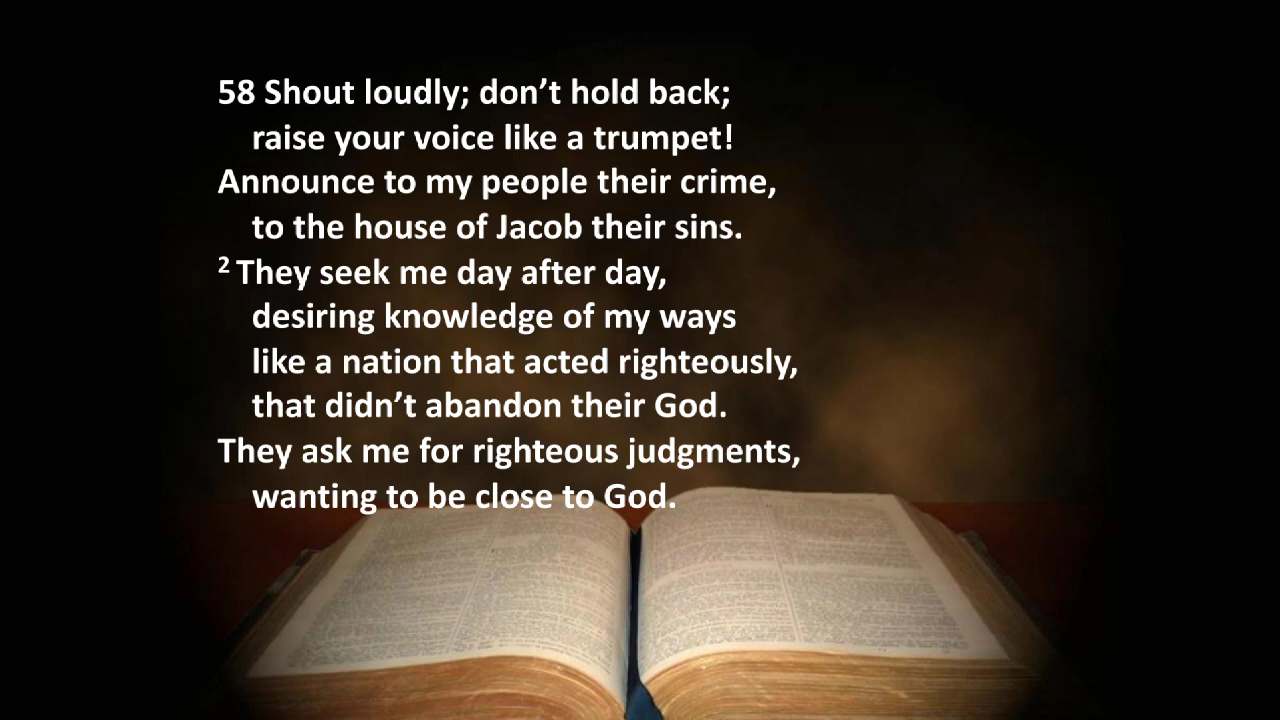 58 Shout loudly; don’t hold back;
raise your voice like a trumpet!
Announce to my people their crime,
to the house of Jacob their sins.
2 They seek me day after day,
desiring knowledge of my ways
like a nation that acted righteously,
that didn’t abandon their God.
They ask me for righteous judgments,
wanting to be close to God.